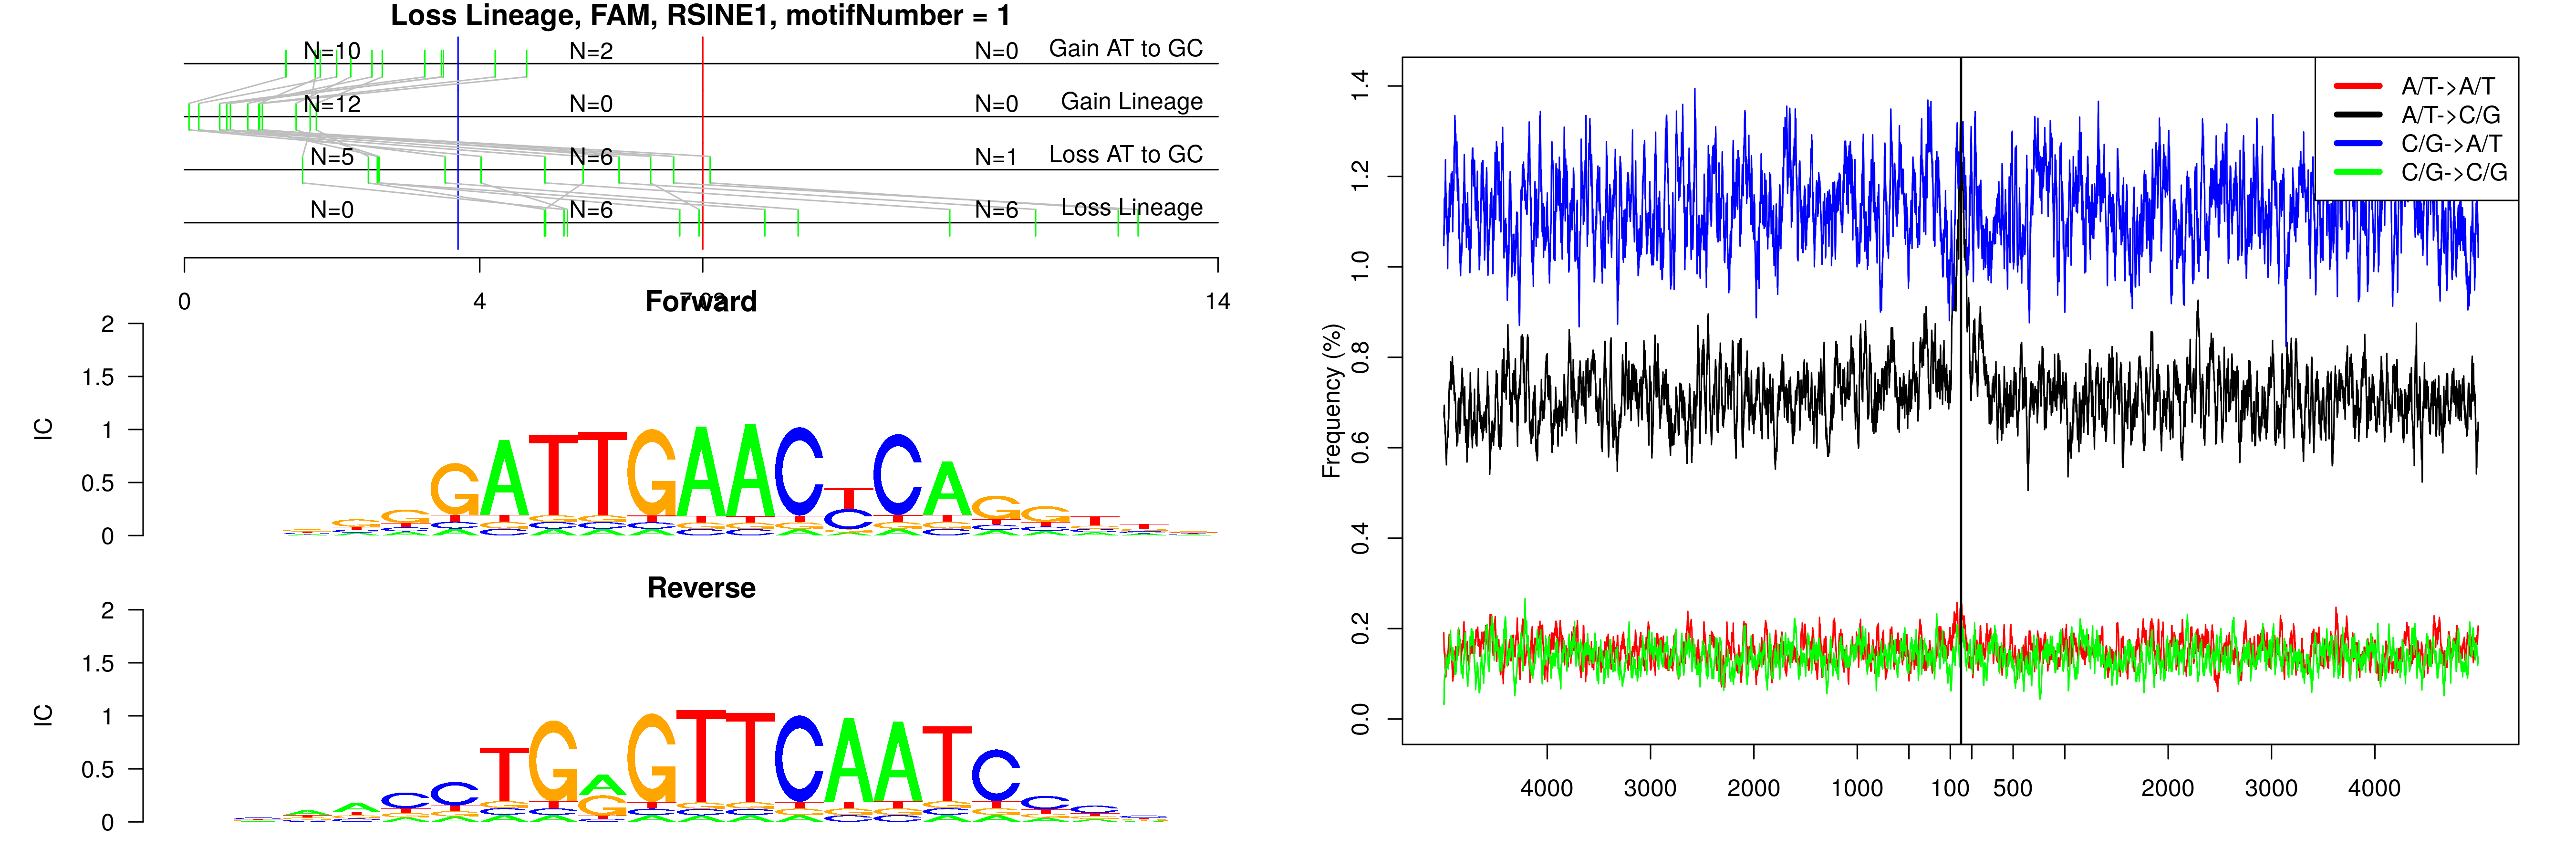 Loss Lineage, FAM, RSINE1, motifNumber = 1
N=10 N=2 N=0 Gain AT to GC
N=12 N=0 N=0 Gain Lineage
N=5 N=6 N=1 Loss AT to GC
N=0 N=6 N=6 Loss Lineage
0 4 14
Forward
IC
2
1.5
1
0.5
0
GATTGAACTCAGGTT
Reverse
IC
2
1.5
1
0.5
0
AACCTGAGTTCAATCCC
Frequency (%)
1.4
1.2
1.0
0.8
0.6
0.4
0.2
0.0
A/T->A/T
A/T->C/G
C/G->A/T
C/G->C/G
4000 3000 2000 1000 100 500 2000 3000 4000